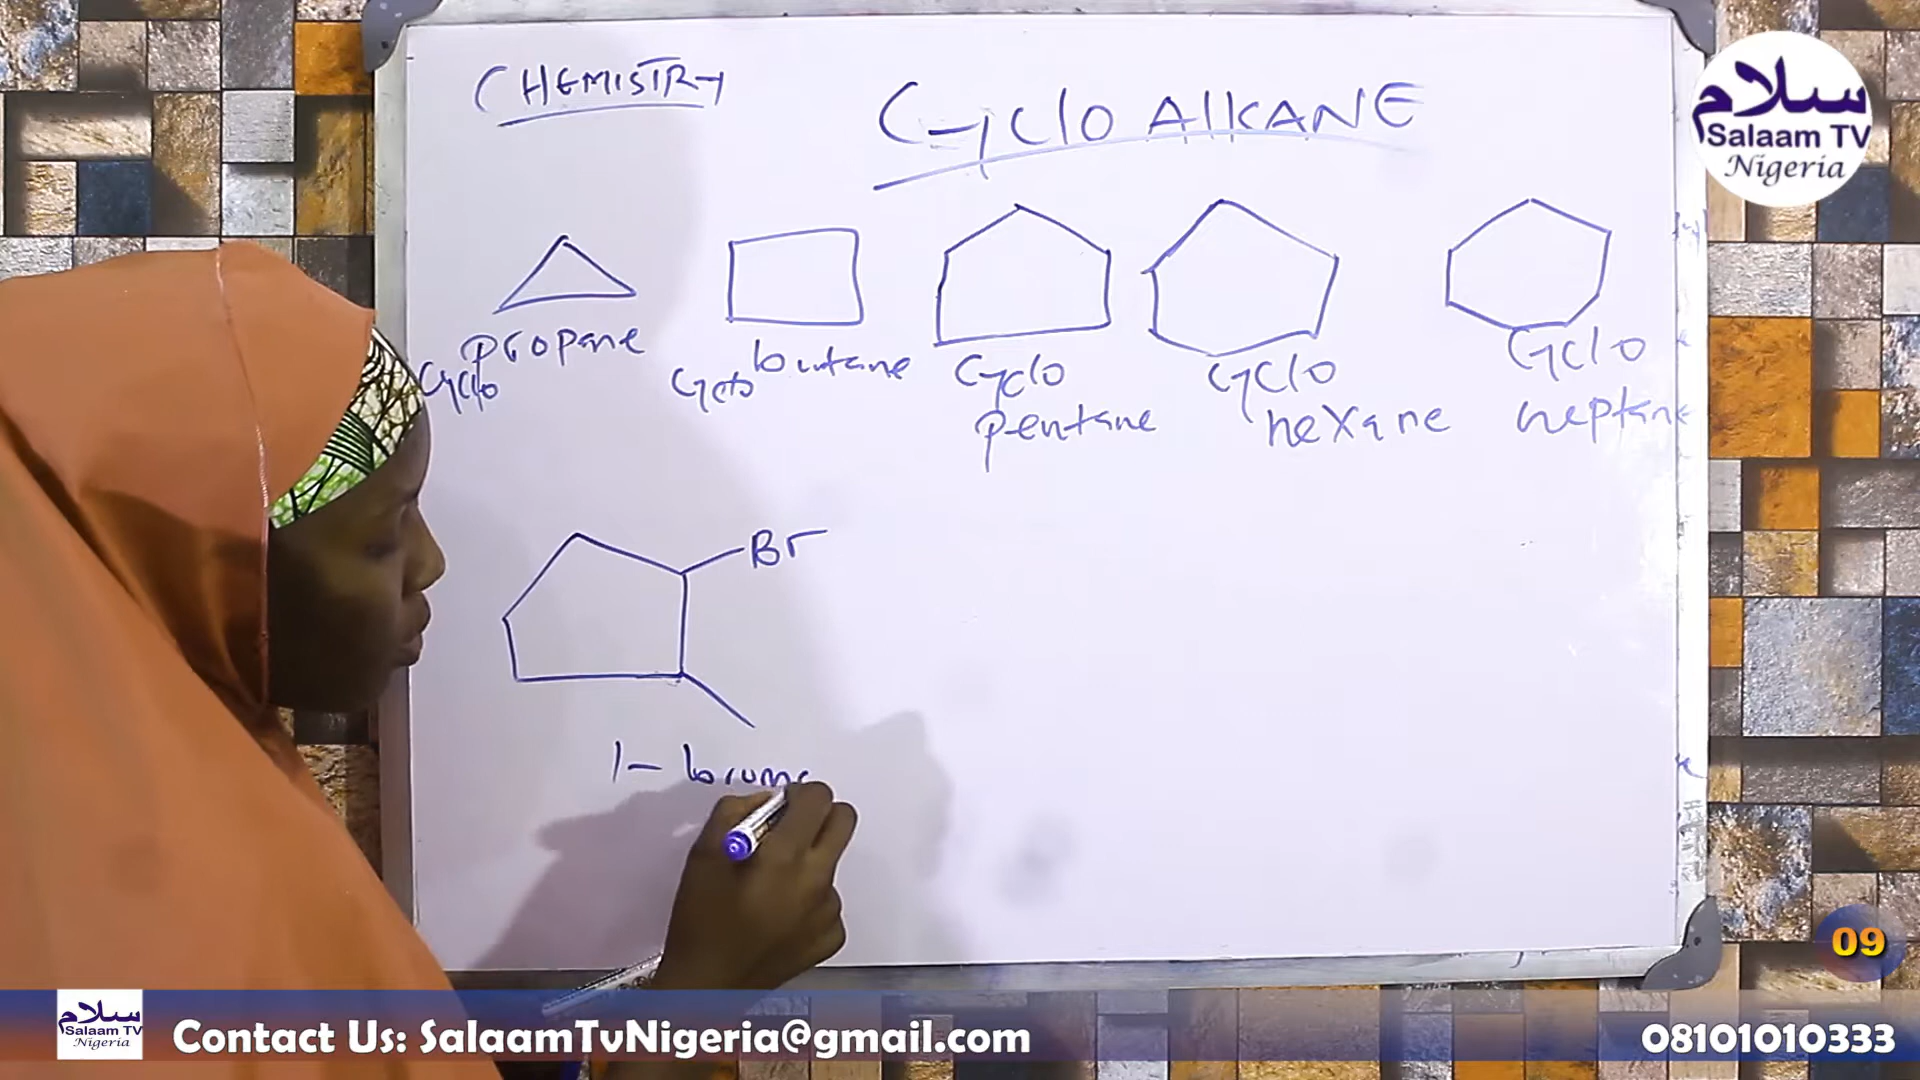 CHEMISTRY
Cyclo AlKANE
سلام
Salaam TV
Nigeria
propane
Cyclo
butane
Cyclo
Cyclo
pentane
Cyclo
hexane
Cyclo
heptane
Br
1- bromo
09
سلام
Salaam TV
Nigeria
Contact Us: SalaamTvNigeria@gmail.com
08101010333